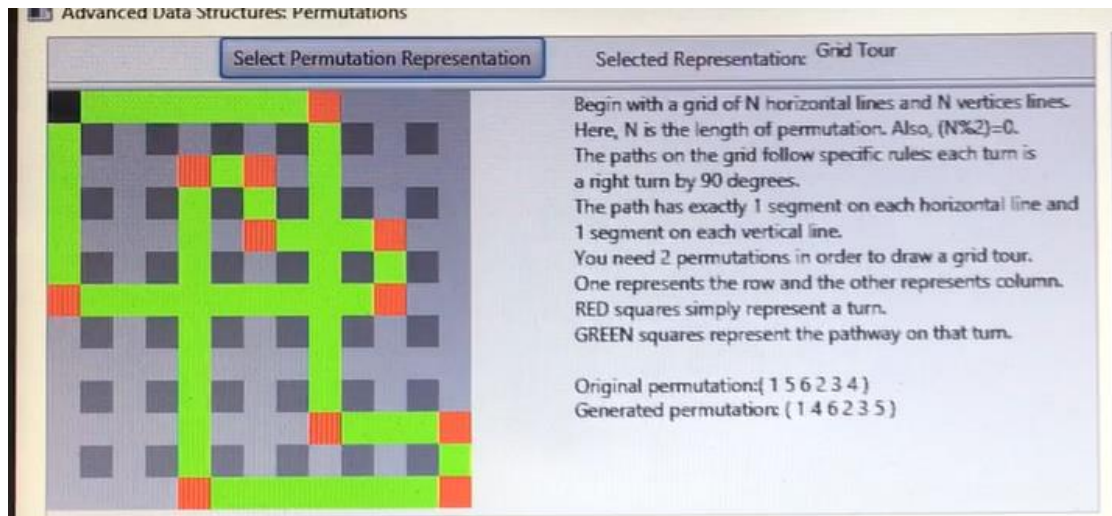 Advanced Data Structures: Permutations
Select Permutation Representation
Selected Representation: Grid Tour
Begin with a grid of N horizontal lines and N vertices lines.
Here, N is the length of permutation. Also, (N%2)=0.
The paths on the grid follow specific rules: each turn is
a right turn by 90 degrees.
The path has exactly 1 segment on each horizontal line and
1 segment on each vertical line.
You need 2 permutations in order to draw a grid tour.
One represents the row and the other represents column.
RED squares simply represent a turn.
GREEN squares represent the pathway on that turn.
Original permutation:{ 1 5 6 2 3 4 }
Generated permutation: { 1 4 6 2 3 5 }